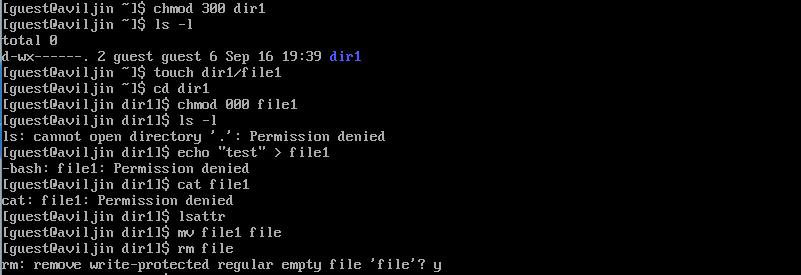 [guest@aviljin ~]$ chmod 300 dir1
[guest@aviljin ~]$ ls -l
total 0
d-wx------. 2 guest guest 6 Sep 16 19:39 dir1
[guest@aviljin ~]$ touch dir1/file1
[guest@aviljin ~]$ cd dir1
[guest@aviljin dir1]$ chmod 000 file1
[guest@aviljin dir1]$ ls -l
ls: cannot open directory '.': Permission denied
[guest@aviljin dir1]$ echo "test" > file1
-bash: file1: Permission denied
[guest@aviljin dir1]$ cat file1
cat: file1: Permission denied
[guest@aviljin dir1]$ lsattr
[guest@aviljin dir1]$ mv file1 file
[guest@aviljin dir1]$ rm file
rm: remove write-protected regular empty file 'file'? y